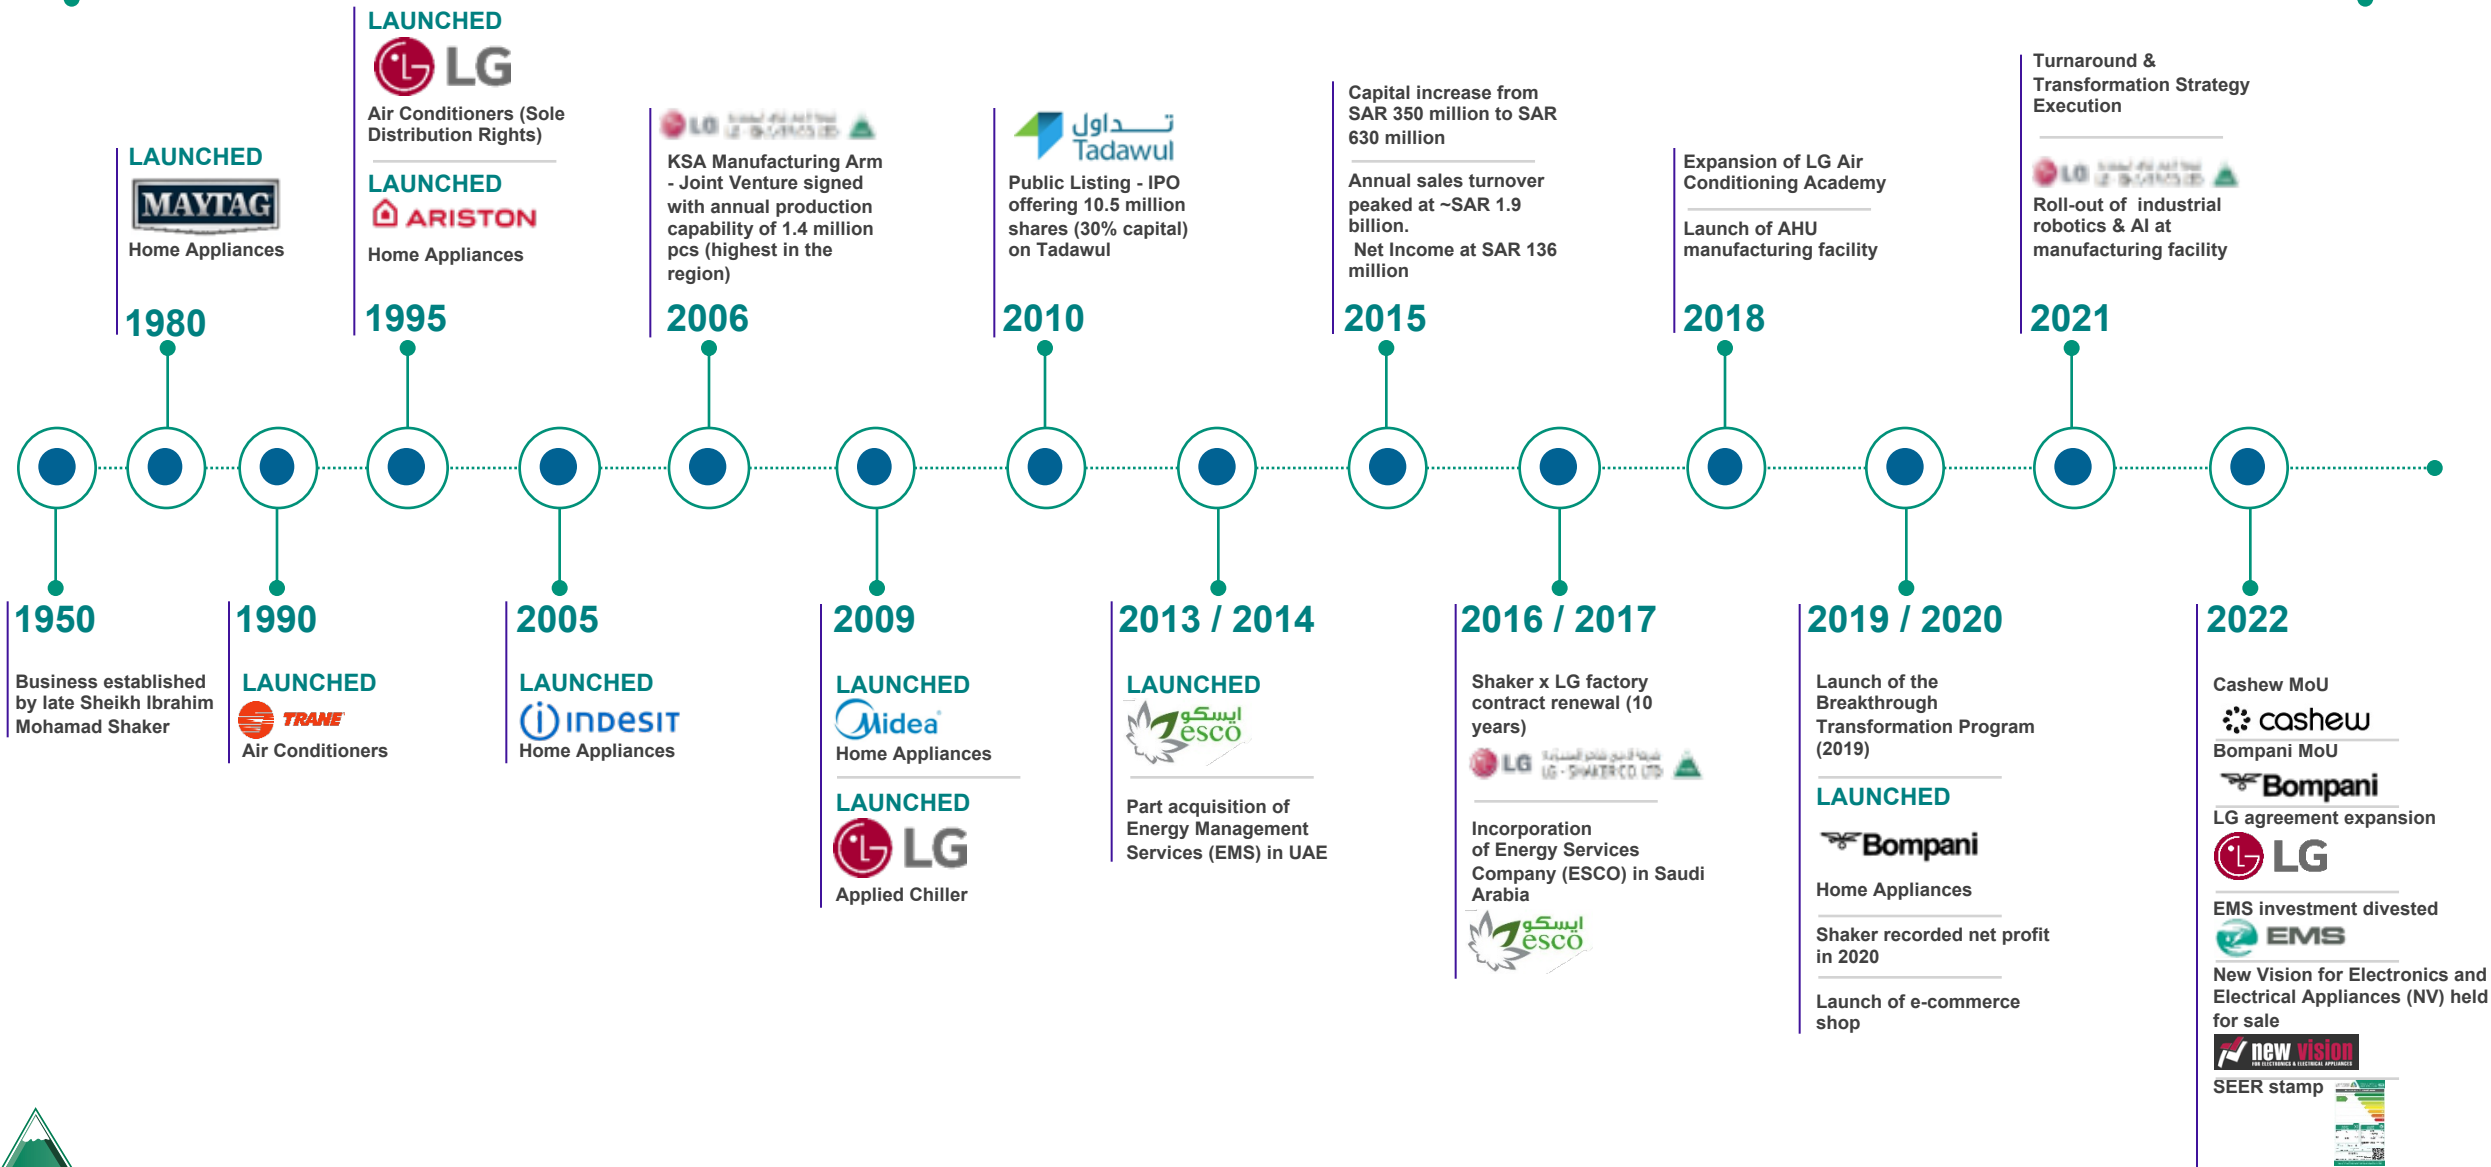 LAUNCHED
LG
Air Conditioners (Sole
Distribution Rights)
LAUNCHED
ARISTON
Home Appliances
1995
LAUNCHED
MAYTAG
Home Appliances
1980
LG
KSA Manufacturing Arm
- Joint Venture signed
with annual production
capability of 1.4 million
pcs (highest in the
region)
2006
تداول
Tadawul
Public Listing - IPO
offering 10.5 million
shares (30% capital)
on Tadawul
2010
Capital increase from
SAR 350 million to SAR
630 million
Annual sales turnover
peaked at ~SAR 1.9
billion.
Net Income at SAR 136
million
2015
Expansion of LG Air
Conditioning Academy
Launch of AHU
manufacturing facility
2018
Turnaround &
Transformation Strategy
Execution
LG
Roll-out of industrial
robotics & AI at
manufacturing facility
2021
1950
Business established
by late Sheikh Ibrahim
Mohamad Shaker
1990
LAUNCHED
TRANE
Air Conditioners
2005
LAUNCHED
indesit
Home Appliances
2009
LAUNCHED
Midea
Home Appliances
LAUNCHED
LG
Applied Chiller
2013 / 2014
LAUNCHED
ايسكو
esco
Part acquisition of
Energy Management
Services (EMS) in UAE
2016 / 2017
Shaker x LG factory
contract renewal (10
years)
LG
LG - SHAKER CO. LTD
Incorporation
of Energy Services
Company (ESCO) in Saudi
Arabia
ايسكو
esco
2019 / 2020
Launch of the
Breakthrough
Transformation Program
(2019)
LAUNCHED
Bompani
Home Appliances
Shaker recorded net profit
in 2020
Launch of e-commerce
shop
2022
Cashew MoU
cashew
Bompani MoU
Bompani
LG agreement expansion
LG
EMS investment divested
EMS
New Vision for Electronics and
Electrical Appliances (NV) held
for sale
new vision
FOR ELECTRONICS & ELECTRICAL APPLIANCES
SEER stamp